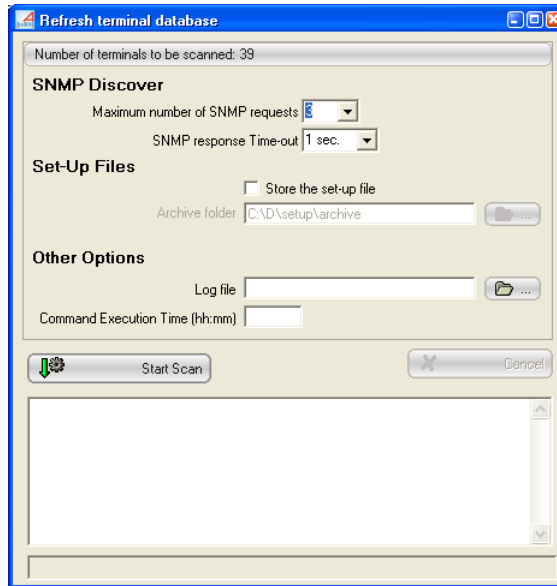 Refresh terminal database
Number of terminals to be scanned: 39
SNMP Discover
Maximum number of SNMP requests 3
SNMP response Time-out 1 sec.
Set-Up Files
Store the set-up file
Archive folder C:\D\setup\archive ...
Other Options
Log file ...
Command Execution Time (hh:mm)
Start Scan Cancel